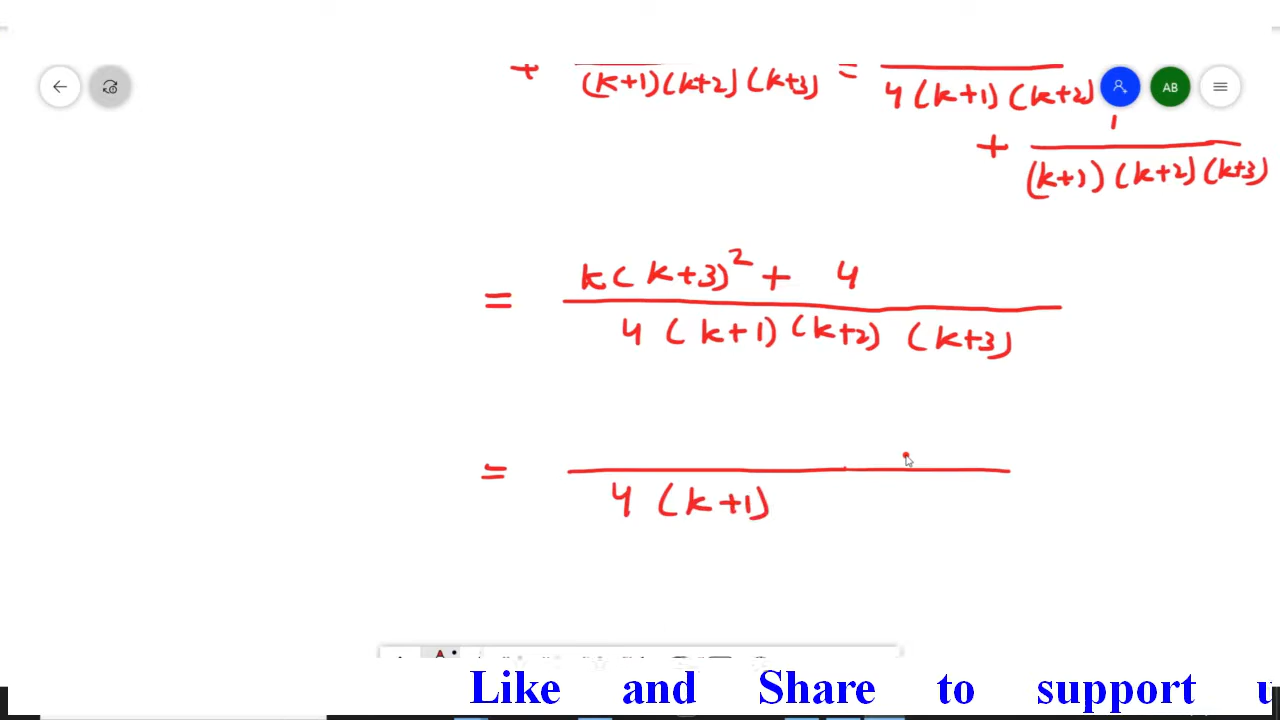 + (k+1)(k+2)(k+3) = 4(k+1)(k+2)
AB
+ 1/(k+1)(k+2)(k+3)
= k(k+3)² + 4
4(k+1)(k+2)(k+3)
=
4(k+1)
Like and Share to support u